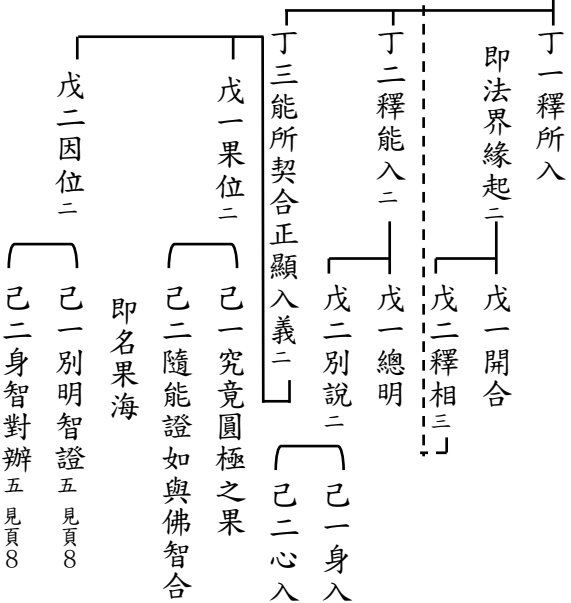 丁一釋所入
即法界緣起二
戊一開合
戊二釋相三
丁二釋能入二
戊一總明
戊二別說二
己一身入
己二心入
丁三能所契合正顯入義二
戊一果位二
己一究竟圓極之果
己二隨能證如與佛智合
即名果海
戊二因位二
己一別明智證五 見頁8
己二身智對辦五 見頁8